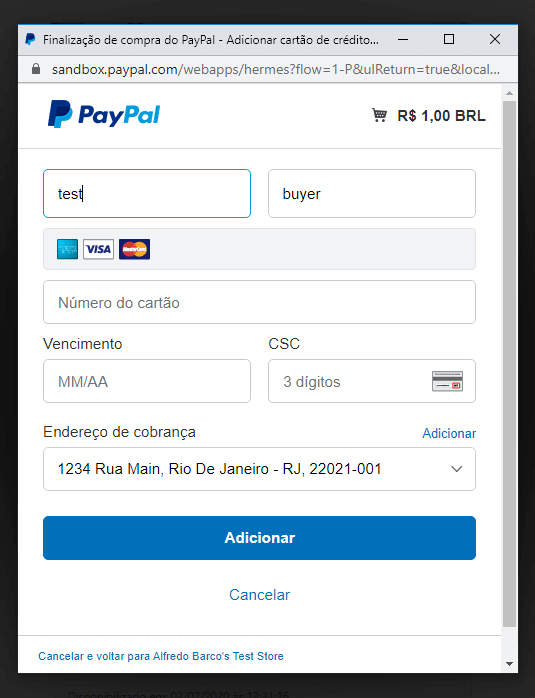 Finalização de compra do PayPal - Adicionar cartão de crédito...
sandbox.paypal.com/webapps/hermes?flow=1-P&ulReturn=true&local...
PayPal R$ 1,00 BRL
test buyer
VISA MasterCard
Número do cartão
Vencimento CSC
MM/AA 3 dígitos
Endereço de cobrança Adicionar
1234 Rua Main, Rio De Janeiro - RJ, 22021-001
Adicionar
Cancelar
Cancelar e voltar para Alfredo Barco's Test Store